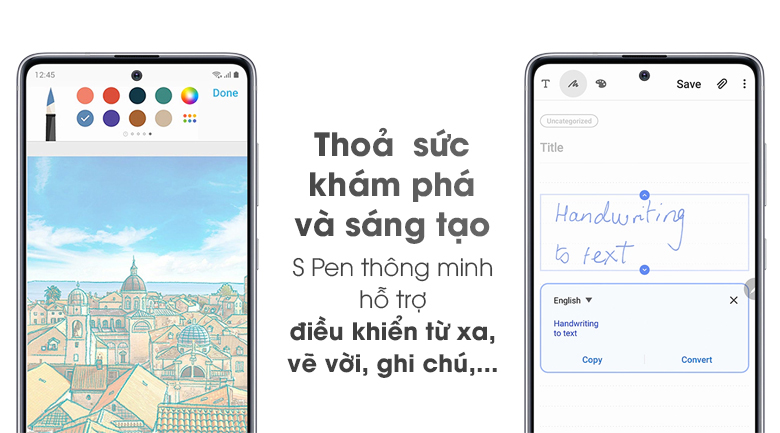 12:45
Done
Thoả sức
khám phá
và sáng tạo
S Pen thông minh
hỗ trợ
điều khiển từ xa,
vẽ vời, ghi chú,...
T
Save
Uncategorized
Title
Handwriting
to text
English
Handwriting
to text
Copy
Convert